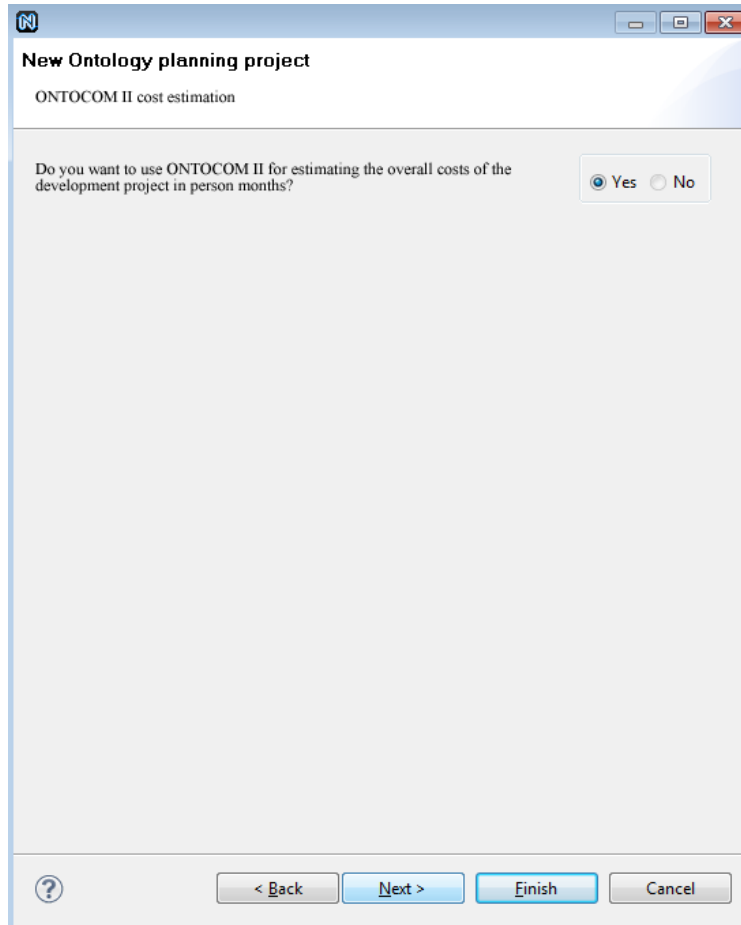 New Ontology planning project
ONTOCOM II cost estimation
Do you want to use ONTOCOM II for estimating the overall costs of the
development project in person months?
Yes No
< Back Next > Finish Cancel